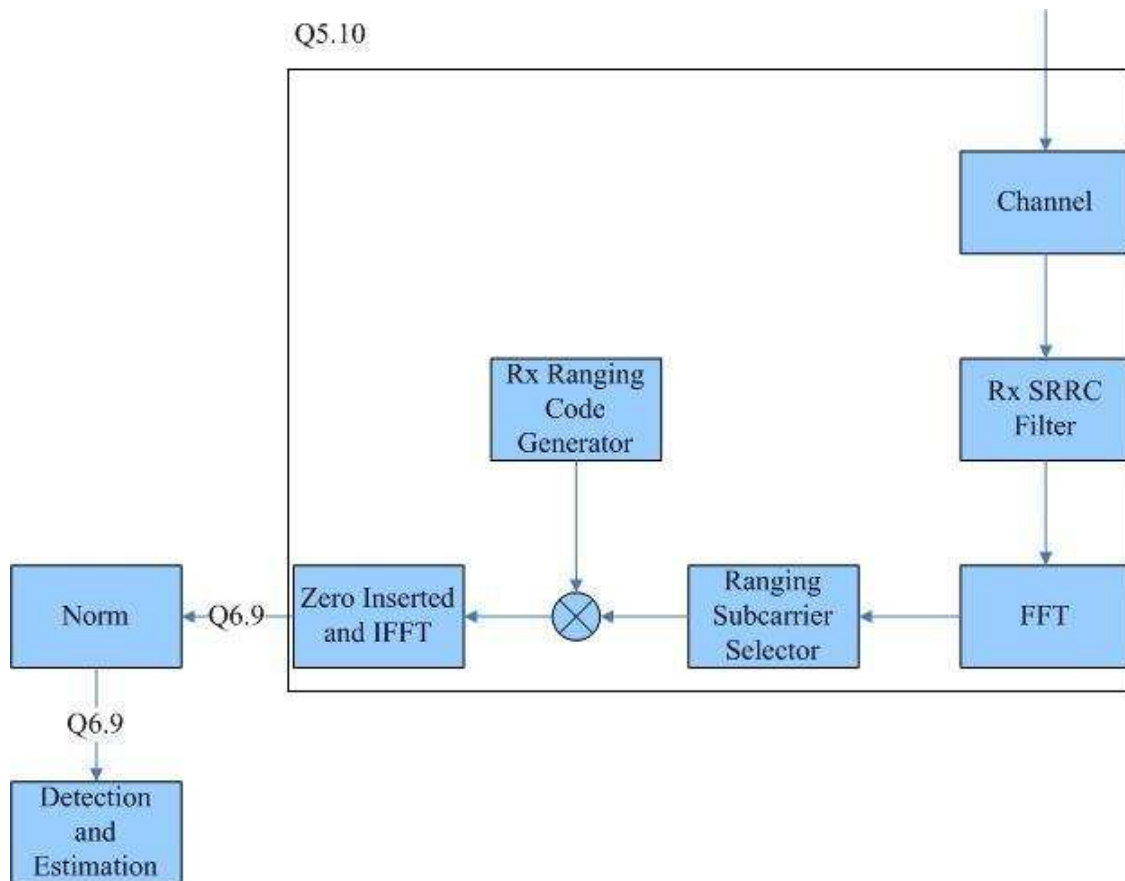 Q5.10
Channel
Rx Ranging
Code
Generator
Rx SRRC
Filter
Norm
Q6.9
Zero Inserted
and IFFT
Ranging
Subcarrier
Selector
FFT
Q6.9
Detection
and
Estimation